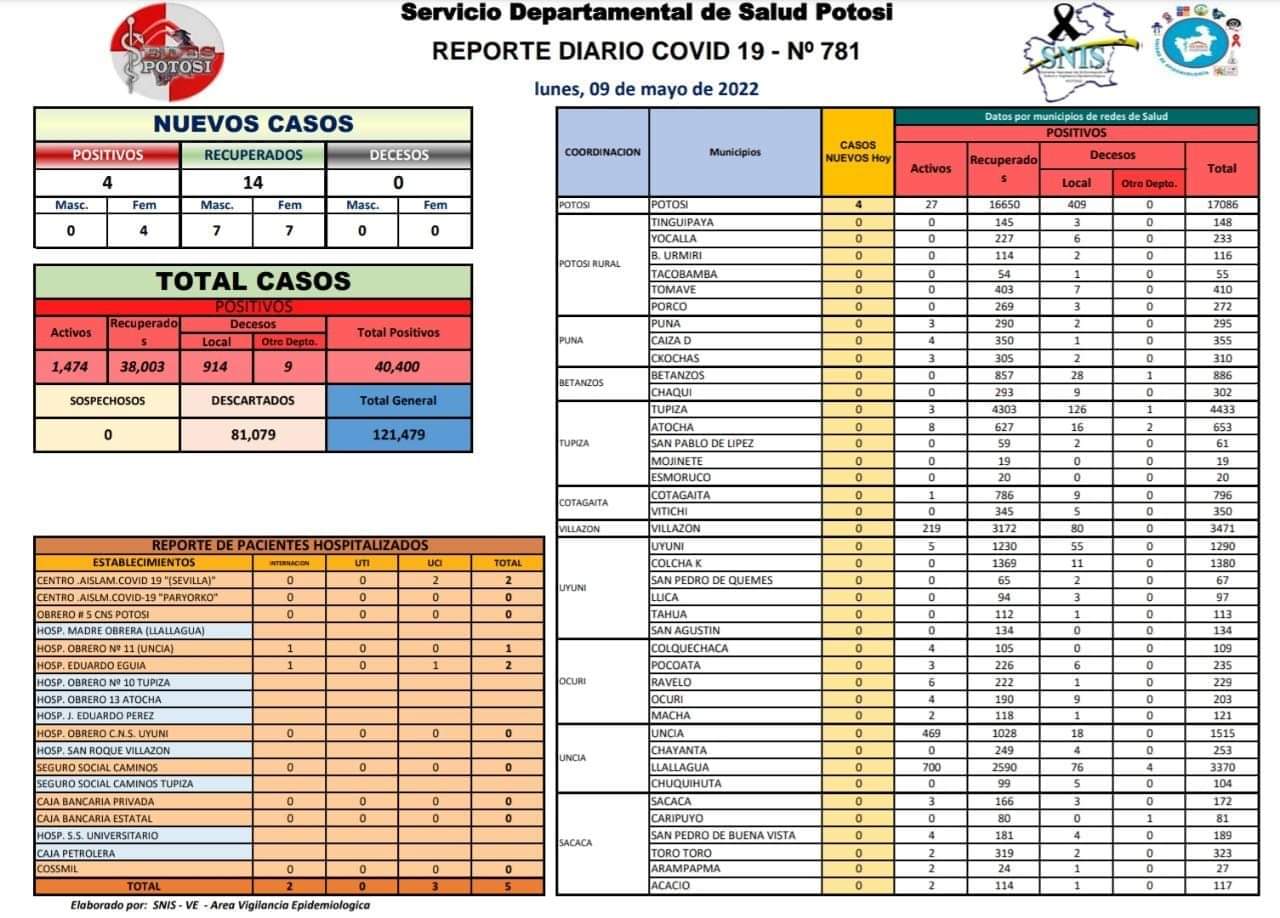 Servicio Departamental de Salud Potosi
REPORTE DIARIO COVID 19 - Nº 781
lunes, 09 de mayo de 2022
SEDES
POTOSI
SNIS
NUEVOS CASOS
POSITIVOS RECUPERADOS DECESOS
4 14 0
Masc. Fem Masc. Fem Masc. Fem
0 4 7 7 0 0
TOTAL CASOS
POSITIVOS
Activos Recuperado s Decesos Total Positivos
Local Otro Depto.
1,474 38,003 914 9 40,400
SOSPECHOSOS DESCARTADOS Total General
0 81,079 121,479
REPORTE DE PACIENTES HOSPITALIZADOS
ESTABLECIMIENTOS INTERNACION UTI UCI TOTAL
CENTRO .AISLAM.COVID 19 "(SEVILLA)" 0 0 2 2
CENTRO .AISLM.COVID-19 "PARYORKO" 0 0 0 0
OBRERO # 5 CNS POTOSI 0 0 0 0
HOSP. MADRE OBRERA (LLALLAGUA)
HOSP. OBRERO Nº 11 (UNCIA) 1 0 0 1
HOSP. EDUARDO EGUIA 1 0 1 2
HOSP. OBRERO Nº 10 TUPIZA
HOSP. OBRERO 13 ATOCHA
HOSP. J. EDUARDO PEREZ
HOSP. OBRERO C.N.S. UYUNI 0 0 0 0
HOSP. SAN ROQUE VILLAZON
SEGURO SOCIAL CAMINOS 0 0 0 0
SEGURO SOCIAL CAMINOS TUPIZA
CAJA BANCARIA PRIVADA 0 0 0 0
CAJA BANCARIA ESTATAL 0 0 0 0
HOSP. S.S. UNIVERSITARIO
CAJA PETROLERA
COSSMIL 0 0 0 0
TOTAL 2 0 3 5
Elaborado por: SNIS - VE - Area Vigilancia Epidemiologica
Datos por municipios de redes de Salud
POSITIVOS
COORDINACION Municipios CASOS NUEVOS Hoy Activos Recuperado s Decesos Total
Local Otro Depto.
POTOSI POTOSI 4 27 16650 409 0 17086
POTOSI RURAL
TINGUIPAYA 0 0 145 3 0 148
YOCALLA 0 0 227 6 0 233
B. URMIRI 0 0 114 2 0 116
TACOBAMBA 0 0 54 1 0 55
TOMAVE 0 0 403 7 0 410
PORCO 0 0 269 3 0 272
PUNA
PUNA 0 3 290 2 0 295
CAIZA D 0 4 350 1 0 355
CKOCHAS 0 3 305 2 0 310
BETANZOS
BETANZOS 0 0 857 28 1 886
CHAQUI 0 0 293 9 0 302
TUPIZA
TUPIZA 0 3 4303 126 1 4433
ATOCHA 0 8 627 16 2 653
SAN PABLO DE LIPEZ 0 0 59 2 0 61
MOJINETE 0 0 19 0 0 19
ESMORUCO 0 0 20 0 0 20
COTAGAITA
COTAGAITA 0 1 786 9 0 796
VITICHI 0 0 345 5 0 350
VILLAZON VILLAZON 0 219 3172 80 0 3471
UYUNI
UYUNI 0 5 1230 55 0 1290
COLCHA K 0 0 1369 11 0 1380
SAN PEDRO DE QUEMES 0 0 65 2 0 67
LLICA 0 0 94 3 0 97
TAHUA 0 0 112 1 0 113
SAN AGUSTIN 0 0 134 0 0 134
OCURI
COLQUECHACA 0 4 105 0 0 109
POCOATA 0 3 226 6 0 235
RAVELO 0 6 222 1 0 229
OCURI 0 4 190 9 0 203
MACHA 0 2 118 1 0 121
UNCIA
UNCIA 0 469 1028 18 0 1515
CHAYANTA 0 0 249 4 0 253
LLALLAGUA 0 700 2590 76 4 3370
CHUQUIHUTA 0 0 99 5 0 104
SACACA
SACACA 0 3 166 3 0 172
CARIPUYO 0 0 80 0 1 81
SAN PEDRO DE BUENA VISTA 0 4 181 4 0 189
TORO TORO 0 2 319 2 0 323
ARAMPAPMA 0 2 24 1 0 27
ACACIO 0 2 114 1 0 117